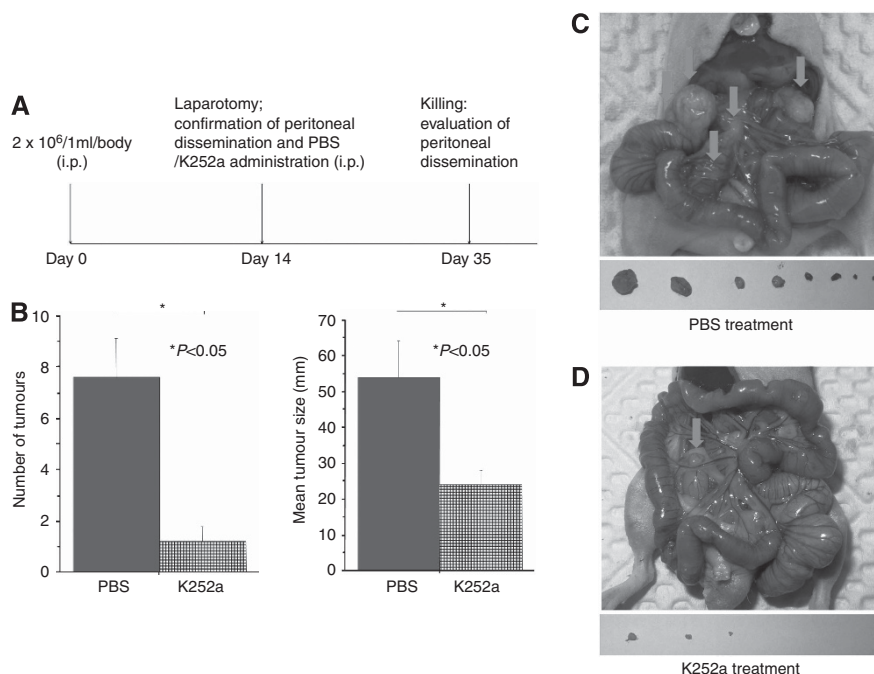 A
2 x 10⁶/1ml/body
(i.p.)
Laparotomy;
confirmation of peritoneal
dissemination and PBS
/K252a administration (i.p.)
Killing:
evaluation of
peritoneal
dissemination
Day 0
Day 14
Day 35
B
Number of tumours
10
8
6
4
2
0
*
*P<0.05
PBS
K252a
Mean tumour size (mm)
70
60
50
40
30
20
10
0
*
*P<0.05
PBS
K252a
C
PBS treatment
D
K252a treatment